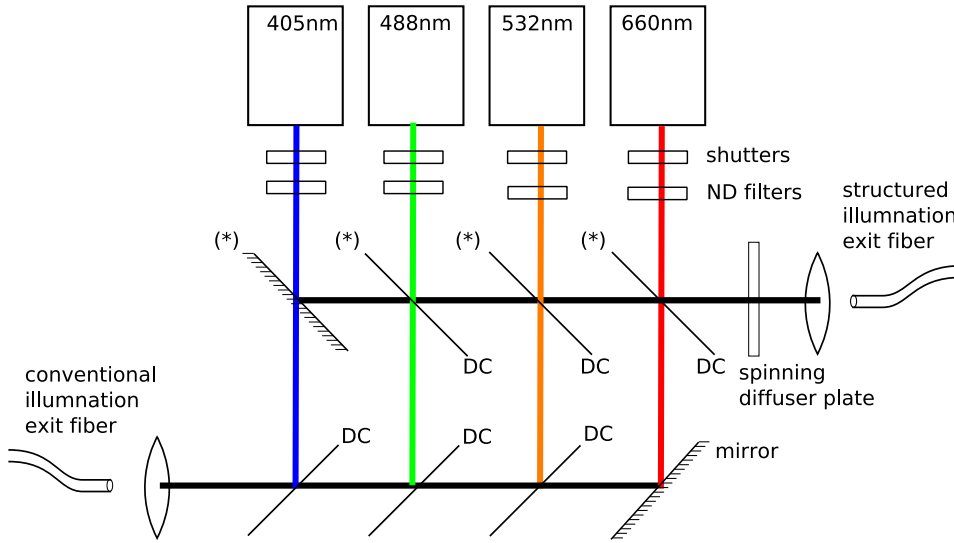 405nm
488nm
532nm
660nm
shutters
ND filters
structured
illumnation
exit fiber
(*)
(*)
(*)
(*)
DC
DC
DC
spinning
diffuser plate
conventional
illumnation
exit fiber
DC
DC
DC
mirror